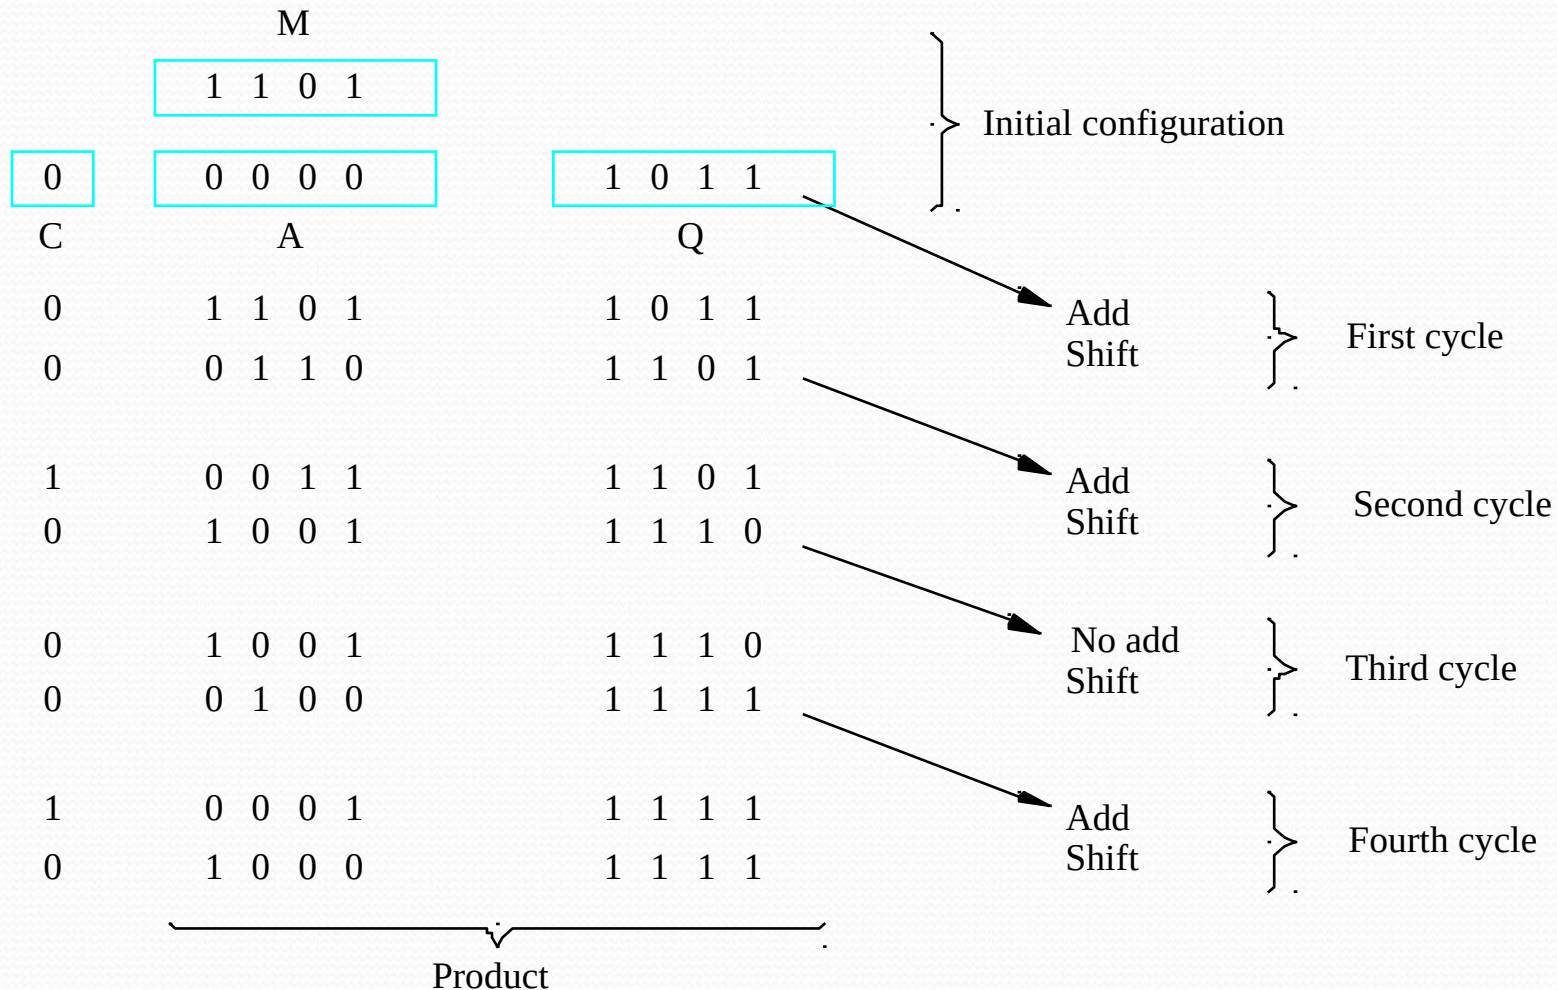 M
1 1 0 1
Initial configuration
0 0 0 0 0 1 0 1 1
C A Q
0 1 1 0 1 1 0 1 1 Add
First cycle
0 0 1 1 0 1 1 0 1 Shift
1 0 0 1 1 1 1 0 1 Add
Second cycle
0 1 0 0 1 1 1 1 0 Shift
0 1 0 0 1 1 1 1 0 No add
Third cycle
0 0 1 0 0 1 1 1 1 Shift
1 0 0 0 1 1 1 1 1 Add
Fourth cycle
0 1 0 0 0 1 1 1 1 Shift
Product